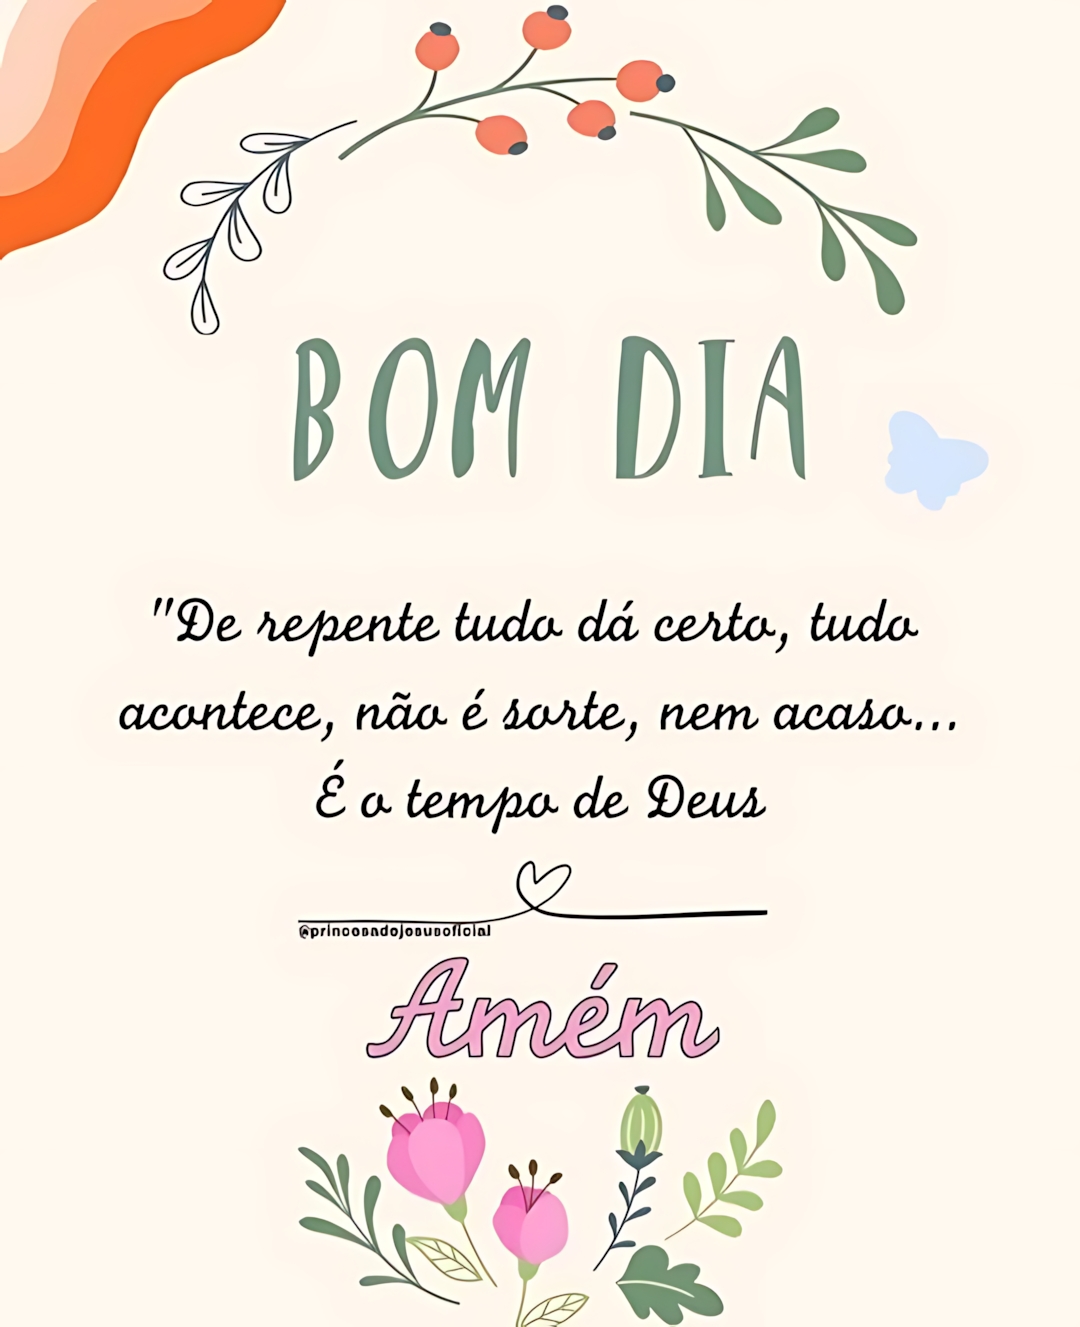 BOM DIA
"De repente tudo dá certo, tudo
acontece, não é sorte, nem acaso...
É o tempo de Deus
Amém